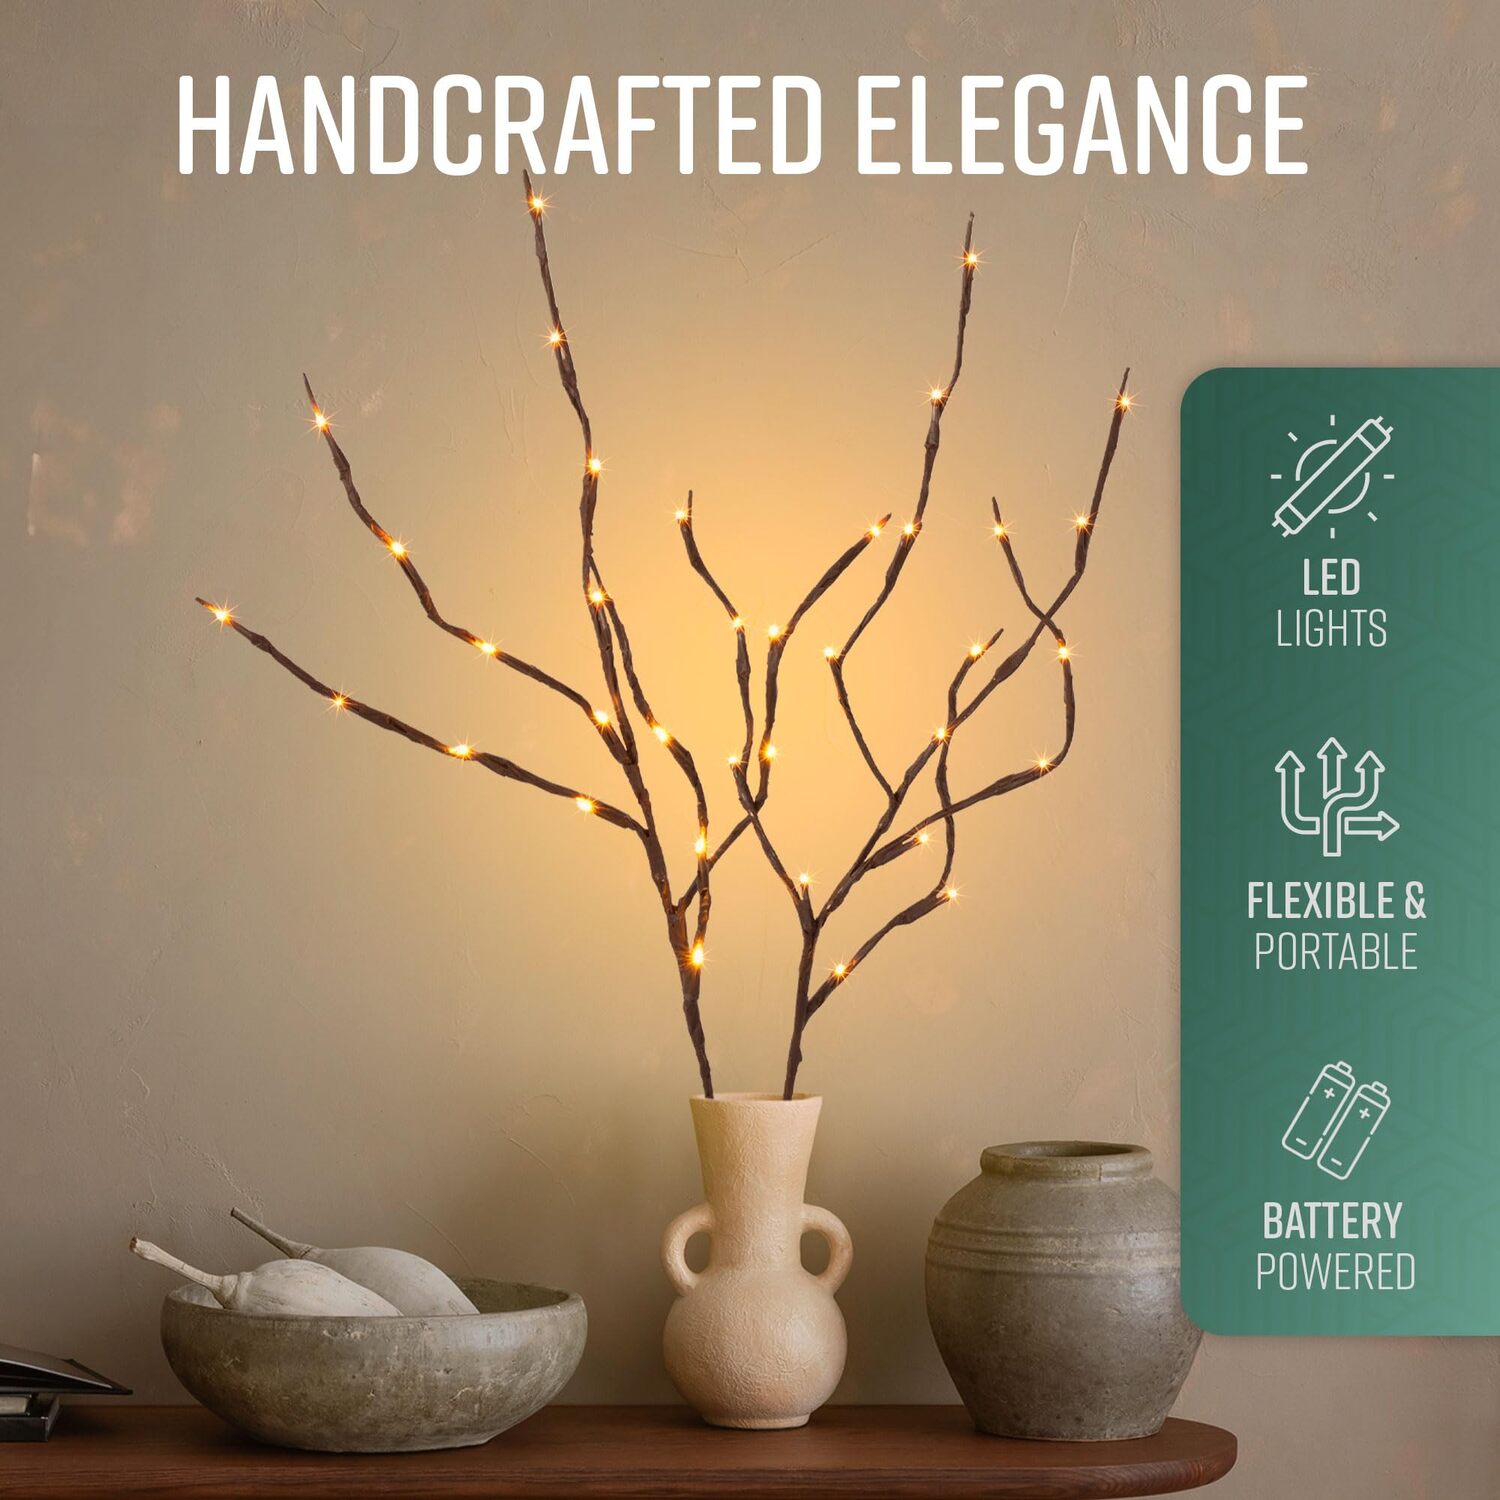 HANDCRAFTED ELEGANCE
LED
LIGHTS
FLEXIBLE &
PORTABLE
BATTERY
POWERED